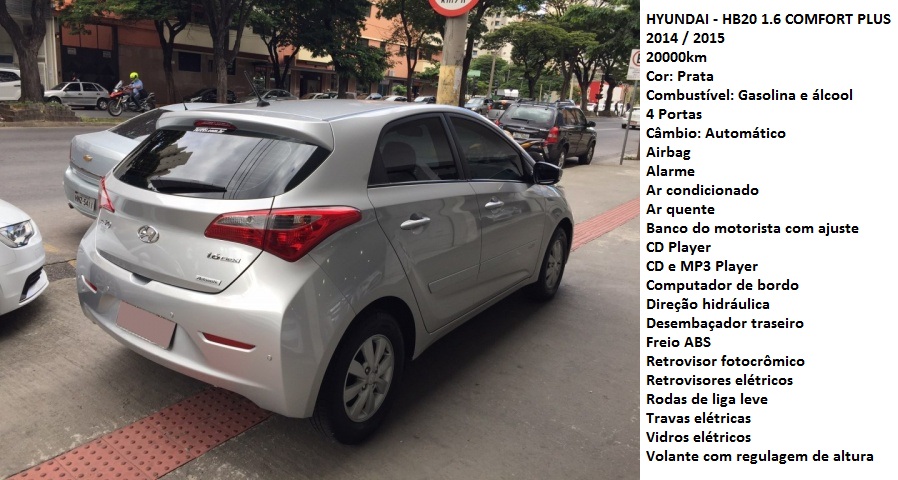 HYUNDAI - HB20 1.6 COMFORT PLUS
2014 / 2015
20000km
Cor: Prata
Combustível: Gasolina e álcool
4 Portas
Câmbio: Automático
Airbag
Alarme
Ar condicionado
Ar quente
Banco do motorista com ajuste
CD Player
CD e MP3 Player
Computador de bordo
Direção hidráulica
Desembaçador traseiro
Freio ABS
Retrovisor fotocrômico
Retrovisores elétricos
Rodas de liga leve
Travas elétricas
Vidros elétricos
Volante com regulagem de altura
km/h
1.6